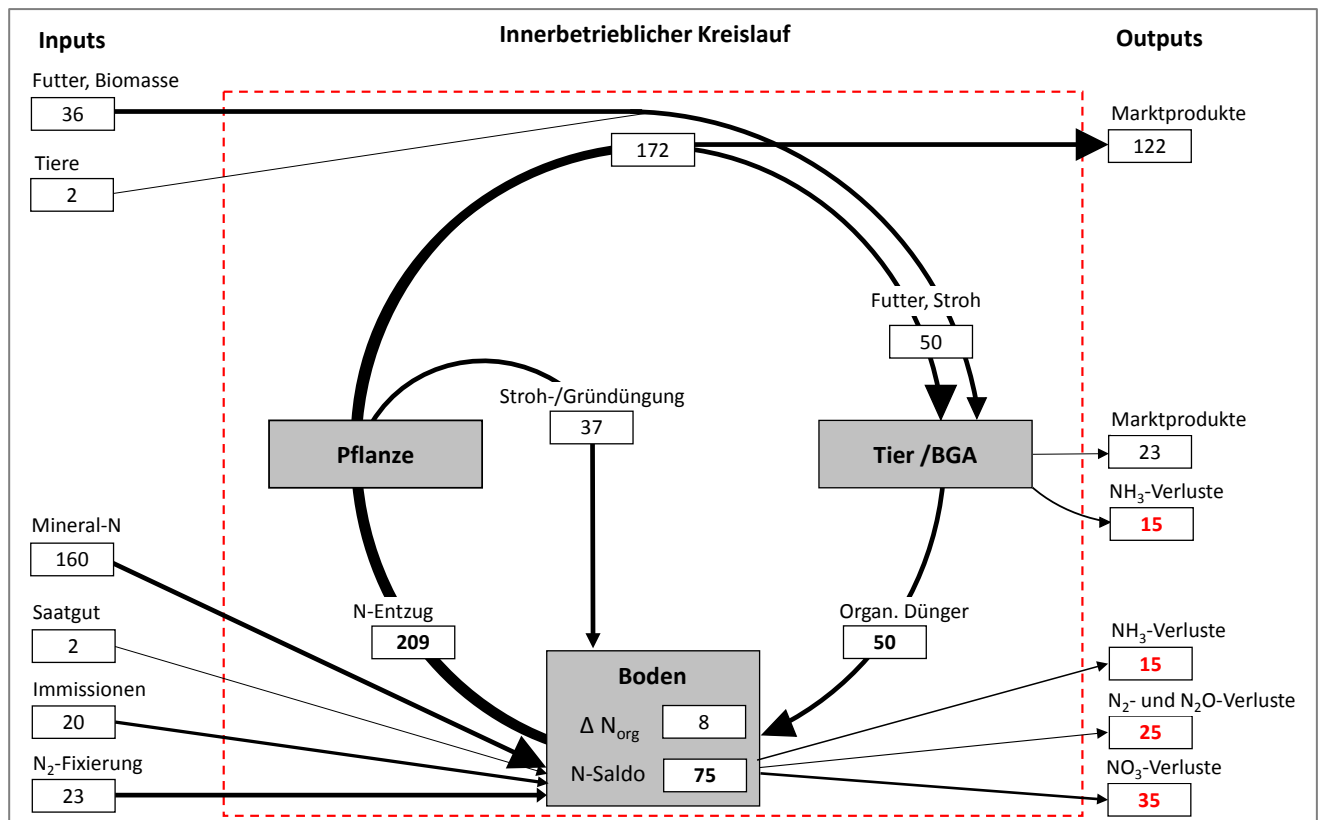 Inputs
Innerbetrieblicher Kreislauf
Outputs
Futter, Biomasse
36
Tiere
2
172
Marktprodukte
122
Futter, Stroh
50
Stroh-/Gründüngung
37
Pflanze
Tier /BGA
Marktprodukte
23
NH₃-Verluste
15
Mineral-N
160
Saatgut
2
Immissionen
20
N₂-Fixierung
23
N-Entzug
209
Organ. Dünger
50
Boden
Δ N_org 8
N-Saldo 75
NH₃-Verluste
15
N₂- und N₂O-Verluste
25
NO₃-Verluste
35